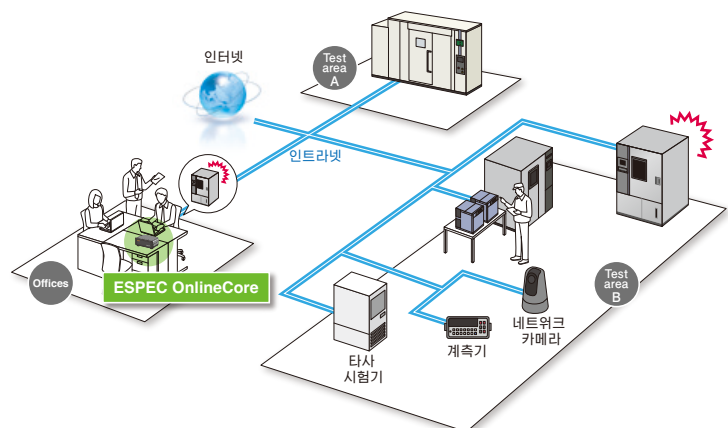 인터넷
Test
area
A
인트라넷
Offices
ESPEC OnlineCore
Test
area
B
타사
시험기
계측기
네트워크
카메라